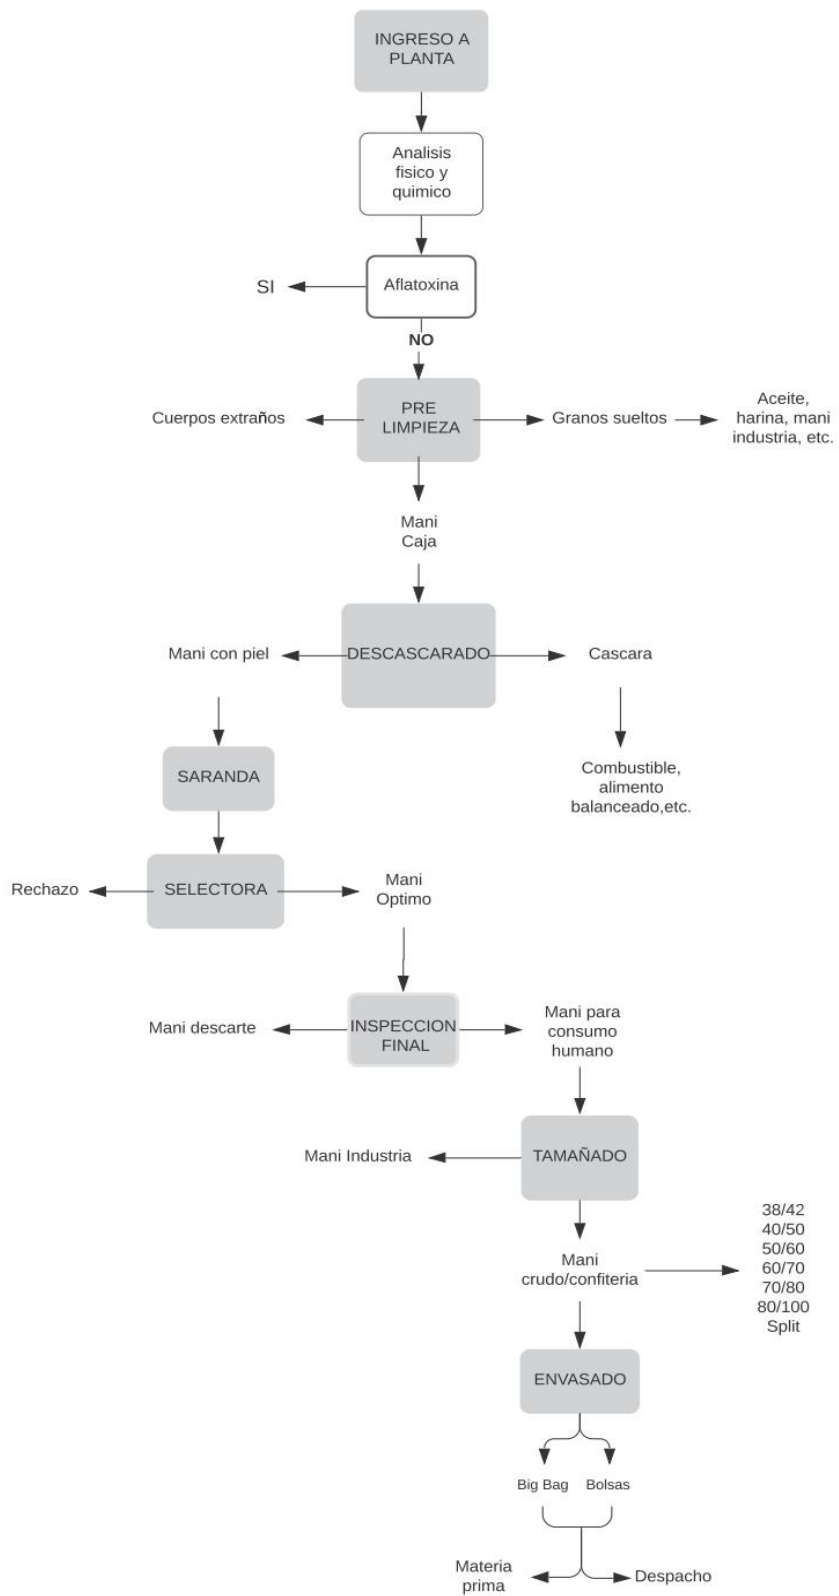 INGRESO A
PLANTA
Analisis
fisico y
quimico
SI
Aflatoxina
NO
Cuerpos extraños
PRE
LIMPIEZA
Granos sueltos
Aceite,
harina, mani
industria, etc.
Mani
Caja
Mani con piel
DESCASCARADO
Cascara
SARANDA
Combustible,
alimento
balanceado,etc.
Rechazo
SELECTORA
Mani
Optimo
Mani descarte
INSPECCION
FINAL
Mani para
consumo
humano
Mani Industria
TAMAÑADO
Mani
crudo/confiteria
38/42
40/50
50/60
60/70
70/80
80/100
Split
ENVASADO
Big Bag
Bolsas
Materia
prima
Despacho